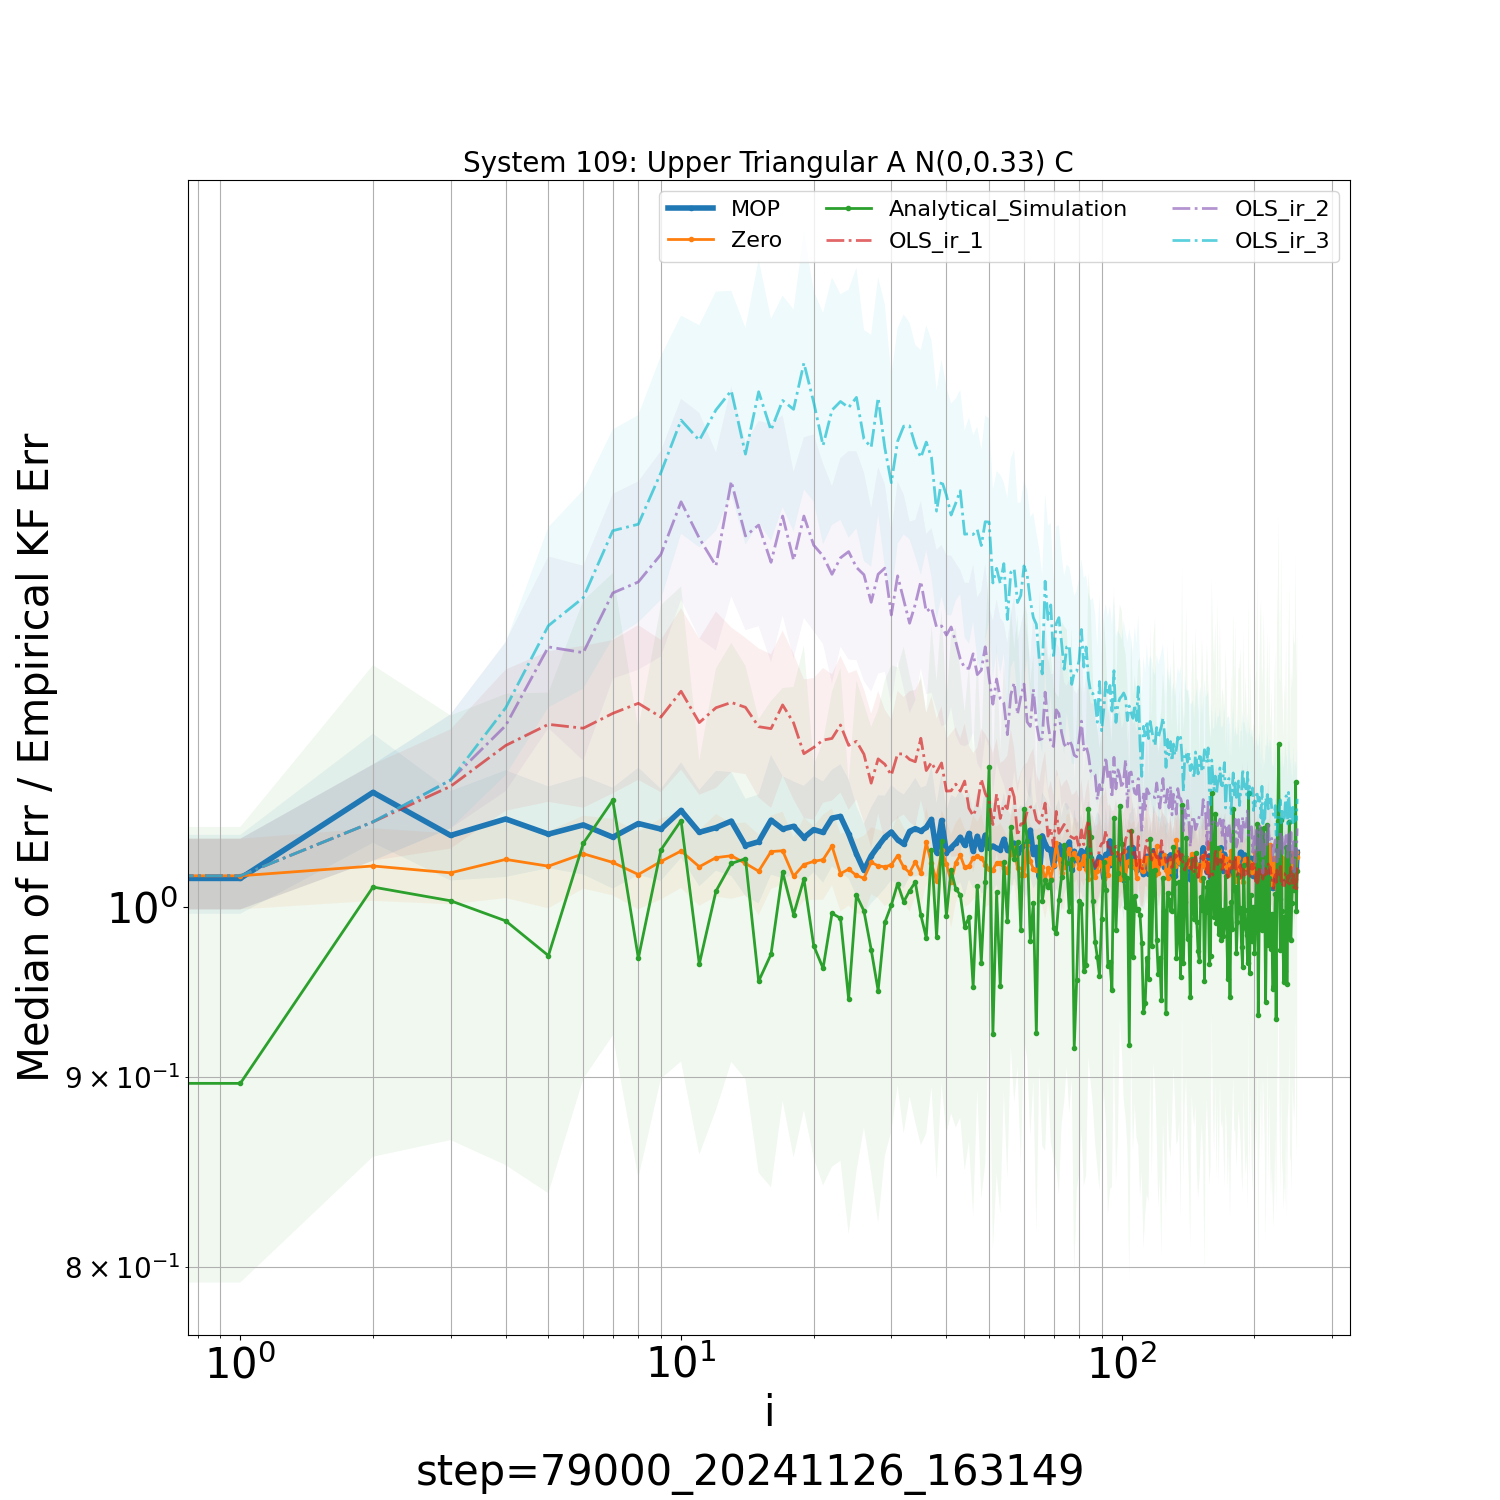 System 109: Upper Triangular A N(0,0.33) C
MOP
Zero
Analytical_Simulation
OLS_ir_1
OLS_ir_2
OLS_ir_3
Median of Err / Empirical KF Err
10⁰
9 × 10⁻¹
8 × 10⁻¹
10⁰ 10¹ 10²
i
step=79000_20241126_163149